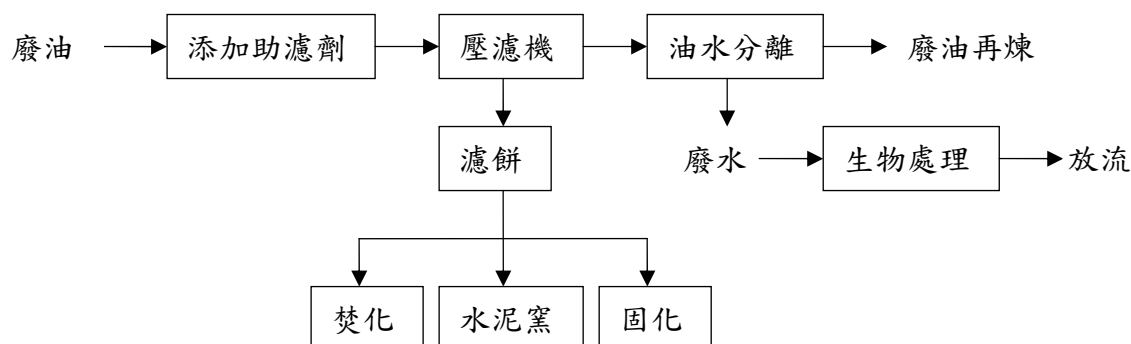 廢油 添加助濾劑 壓濾機 油水分離 廢油再煉
濾餅 廢水 生物處理 放流
焚化 水泥窯 固化